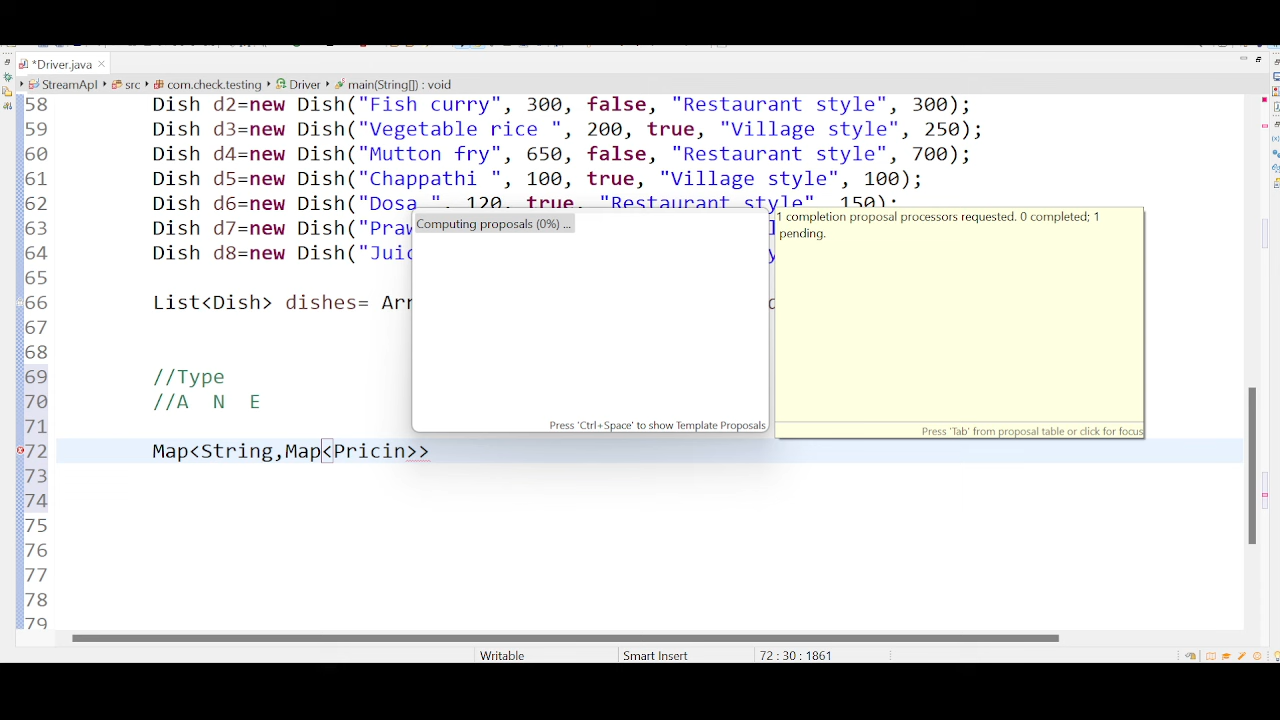 *Driver.java
StreamApI
src
com.check.testing
Driver
main(String[]) : void
58 Dish d2=new Dish("Fish curry", 300, false, "Restaurant style", 300);
59 Dish d3=new Dish("Vegetable rice ", 200, true, "Village style", 250);
60 Dish d4=new Dish("Mutton fry", 650, false, "Restaurant style", 700);
61 Dish d5=new Dish("Chappathi ", 100, true, "Village style", 100);
62 Dish d6=new Dish("Dosa ", 120, true, "Restaurant style", 150);
63 Dish d7=new Dish("Praw
64 Dish d8=new Dish("Juic
65
66 List<Dish> dishes= Arr
67
68
69 //Type
70 //A N E
71
72 Map<String,Map<Pricin>>
73
74
75
76
77
78
79
Computing proposals (0%) ...
Press 'Ctrl+Space' to show Template Proposals
1 completion proposal processors requested. 0 completed; 1
pending.
Press 'Tab' from proposal table or click for focus
Writable
Smart Insert
72 : 30 : 1861